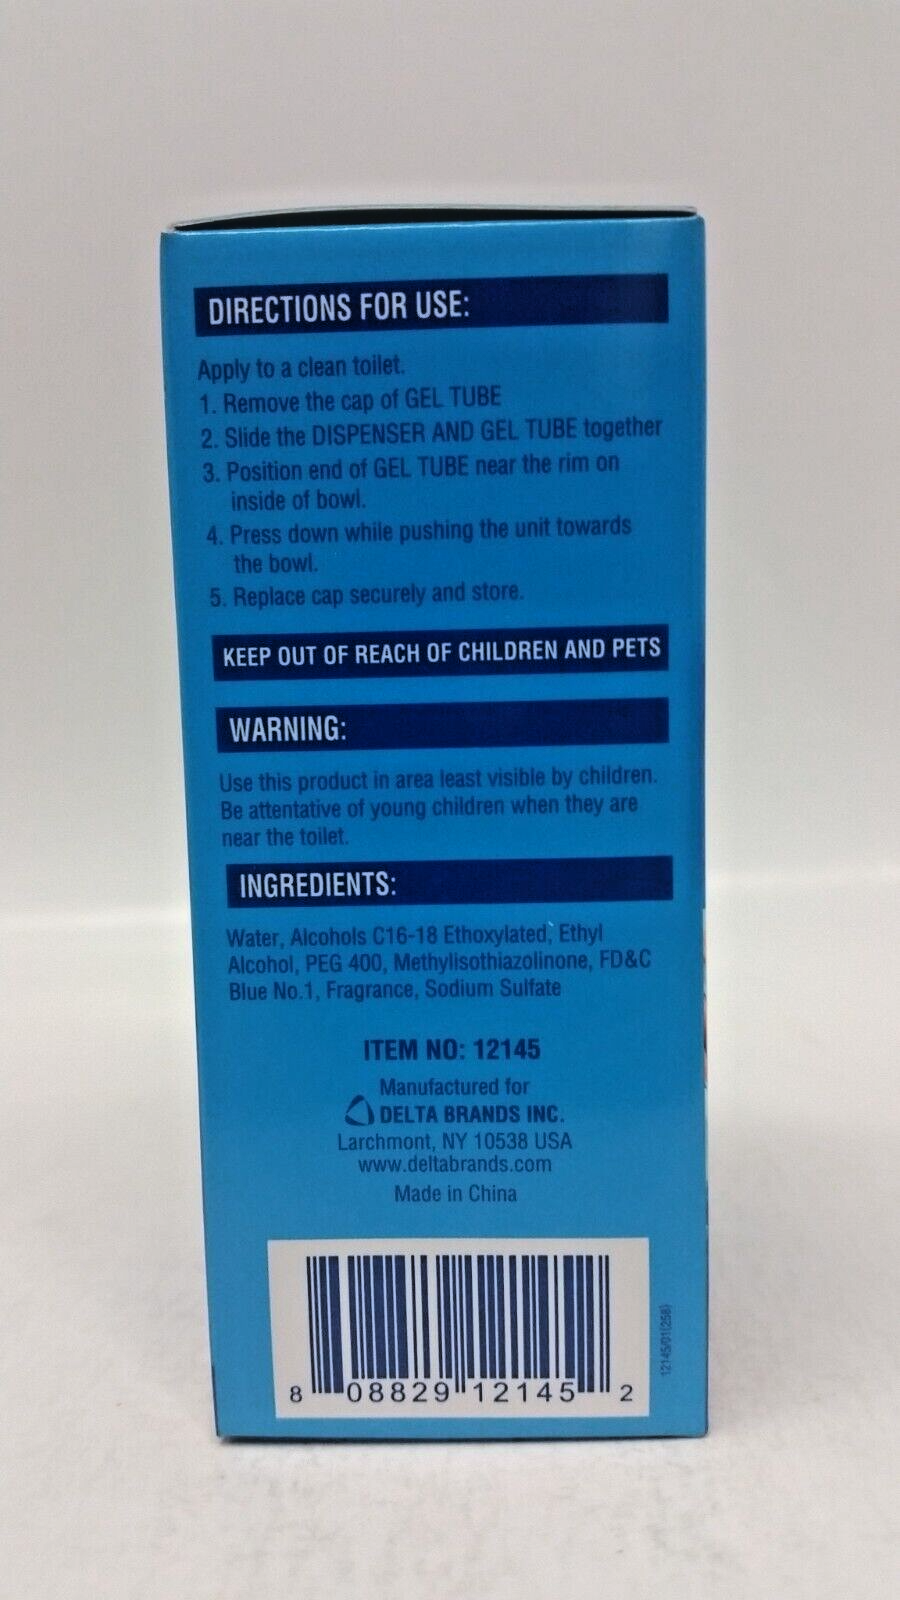 DIRECTIONS FOR USE:
Apply to a clean toilet.
1. Remove the cap of GEL TUBE
2. Slide the DISPENSER AND GEL TUBE together
3. Position end of GEL TUBE near the rim on
inside of bowl.
4. Press down while pushing the unit towards
the bowl.
5. Replace cap securely and store.
KEEP OUT OF REACH OF CHILDREN AND PETS
WARNING:
Use this product in area least visible by children.
Be attentative of young children when they are
near the toilet.
INGREDIENTS:
Water, Alcohols C16-18 Ethoxylated, Ethyl
Alcohol, PEG 400, Methylisothiazolinone, FD&C
Blue No.1, Fragrance, Sodium Sulfate
ITEM NO: 12145
Manufactured for
DELTA BRANDS INC.
Larchmont, NY 10538 USA
www.deltabrands.com
Made in China
8 08829 12145 2
12145/01(258)